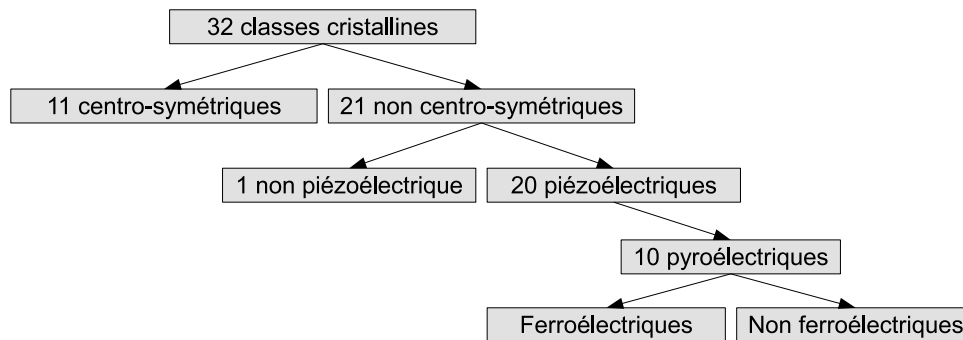 32 classes cristallines
11 centro-symétriques
21 non centro-symétriques
1 non piézoélectrique
20 piézoélectriques
10 pyroélectriques
Ferroélectriques
Non ferroélectriques